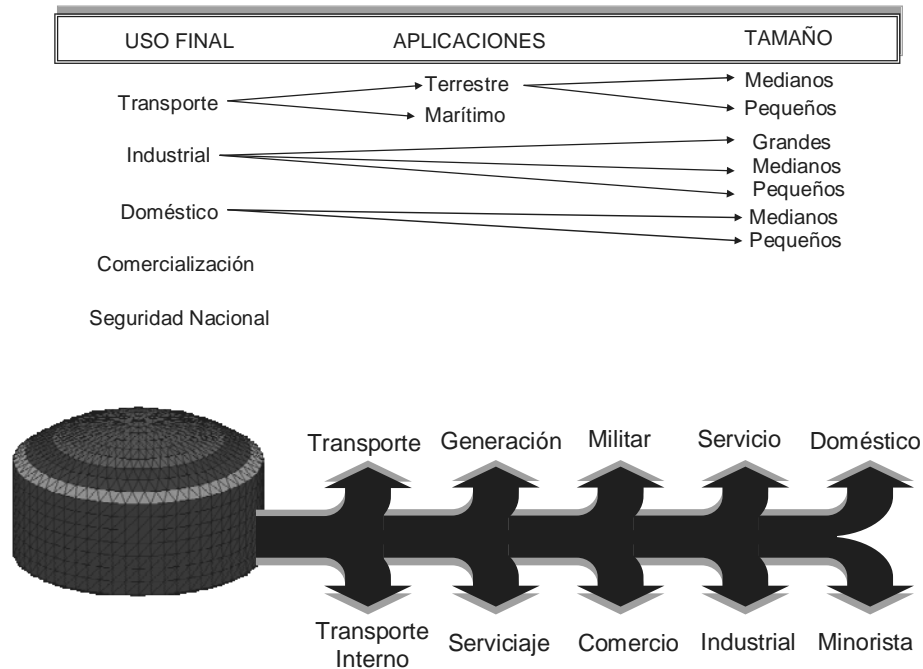 USO FINAL APLICACIONES TAMAÑO
Terrestre Medianos
Transporte Pequeños
Marítimo
Grandes
Industrial Medianos
Pequeños
Doméstico Medianos
Pequeños
Comercialización
Seguridad Nacional
Transporte Generación Militar Servicio Doméstico
Transporte
Interno Serviciaje Comercio Industrial Minorista